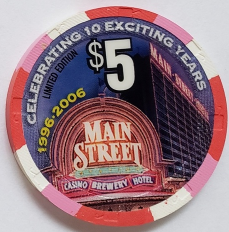 CELEBRATING 10 EXCITING YEARS
LIMITED EDITION
$5
1996-2006
MAIN
STREET
CASINO BREWERY HOTEL